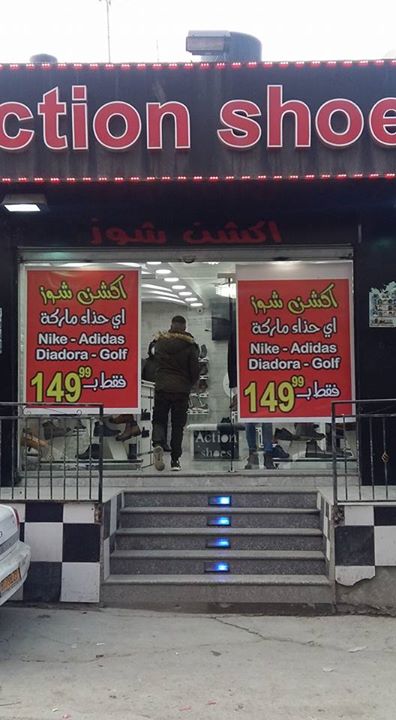 ction shoe
اكشن شوز
اكشن شوز
اي حذاء ماركة
Nike - Adidas
Diadora - Golf
فقط بـ 149.99
اكشن شوز
اي حذاء ماركة
Nike - Adidas
Diadora - Golf
فقط بـ 149.99
Action
shoes